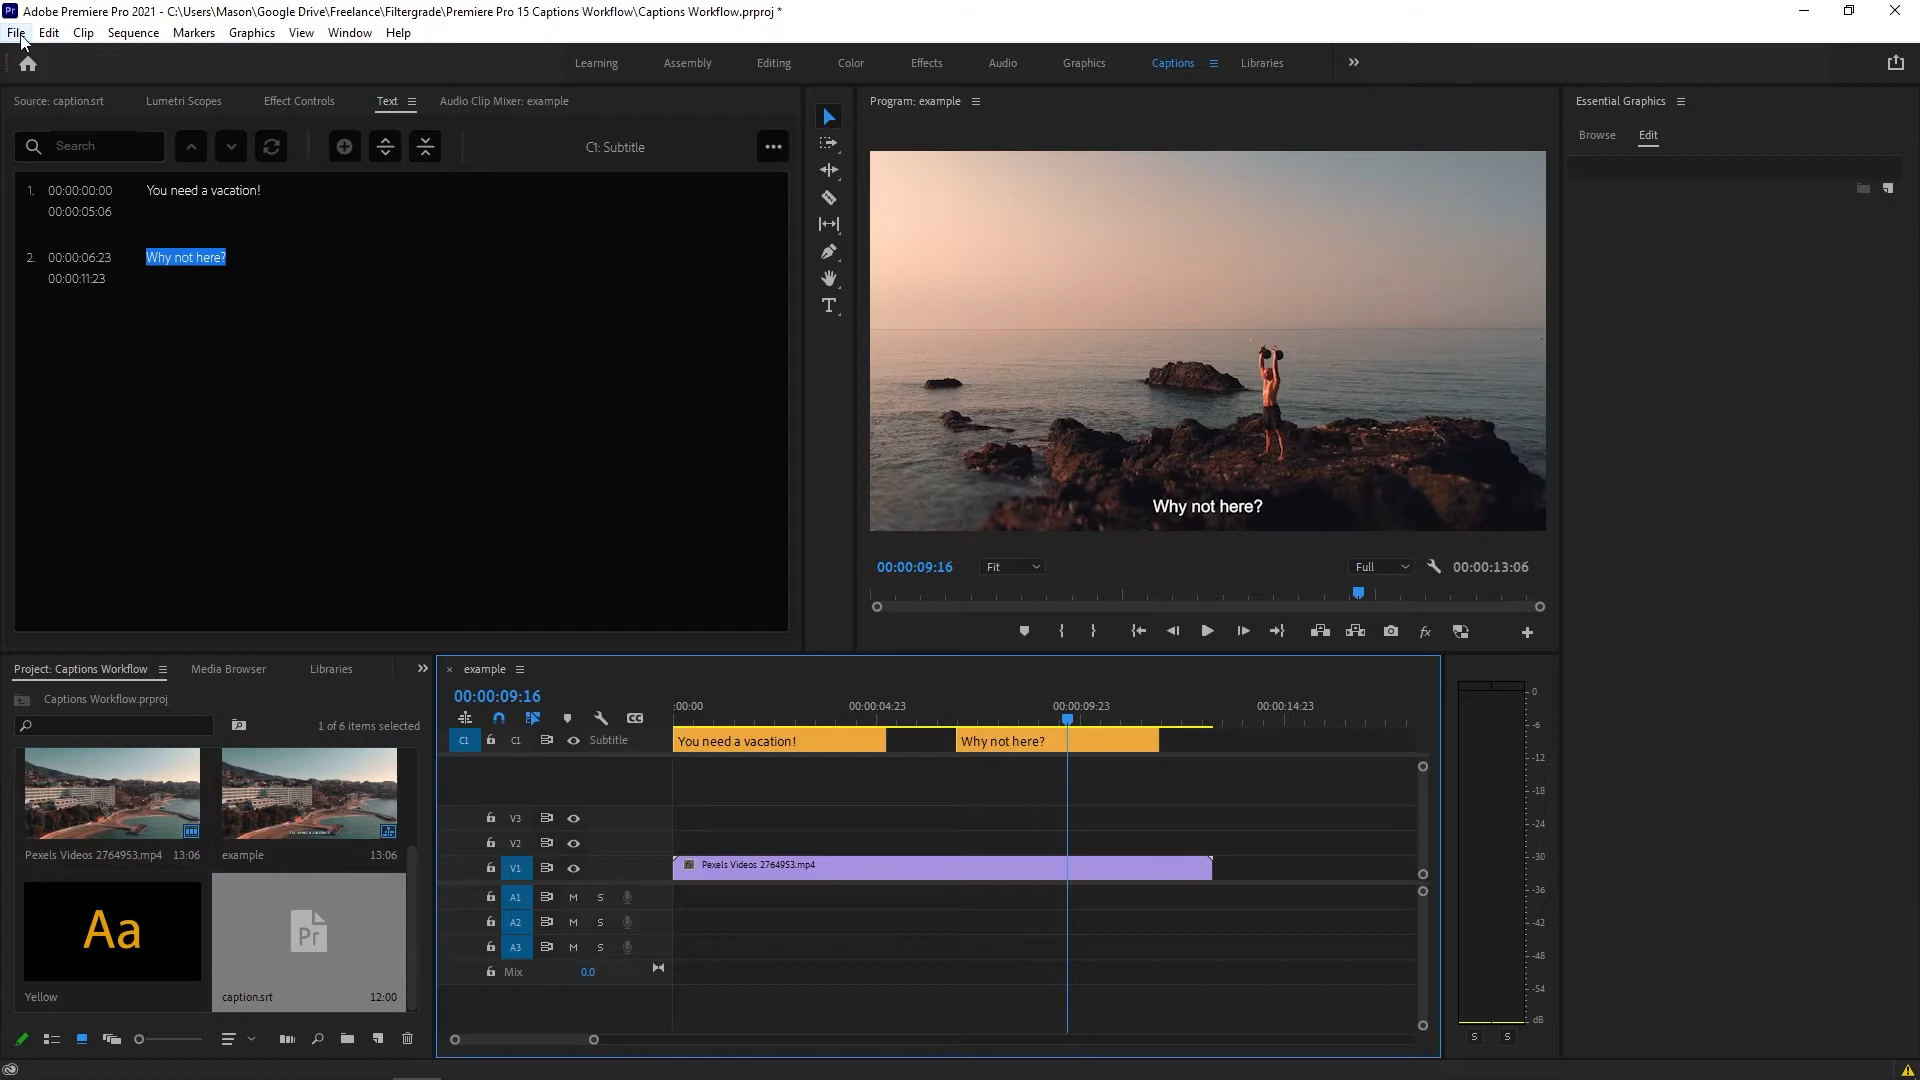 Pr Adobe Premiere Pro 2021 - C:\Users\Mason\Google Drive\Freelance\Filtergrade\Premiere Pro 15 Captions Workflow\Captions Workflow.prproj *
File Edit Clip Sequence Markers Graphics View Window Help
Learning Assembly Editing Color Effects Audio Graphics Captions Libraries
Source: caption.srt Lumetri Scopes Effect Controls Text Audio Clip Mixer: example
Search C1: Subtitle
1. 00:00:00:00 You need a vacation!
00:00:05:06
2. 00:00:06:23 Why not here?
00:00:11:23
T
Program: example
Why not here?
00:00:09:16 Fit Full 00:00:13:06
fx
Essential Graphics
Browse Edit
Project: Captions Workflow Media Browser Libraries
Captions Workflow.prproj
1 of 6 items selected
Pexels Videos 2764953.mp4 13:06
example 13:06
Aa
Yellow
Pr
caption.srt 12:00
example
00:00:09:16
:00:00 00:00:04:23 00:00:09:23 00:00:14:23
CC
C1 C1 Subtitle You need a vacation! Why not here?
V3
V2
V1 fx Pexels Videos 2764953.mp4
A1 M S
A2 M S
A3 M S
Mix 0.0
0
-6
-12
-18
-24
-30
-36
-42
-48
-54
dB
S S